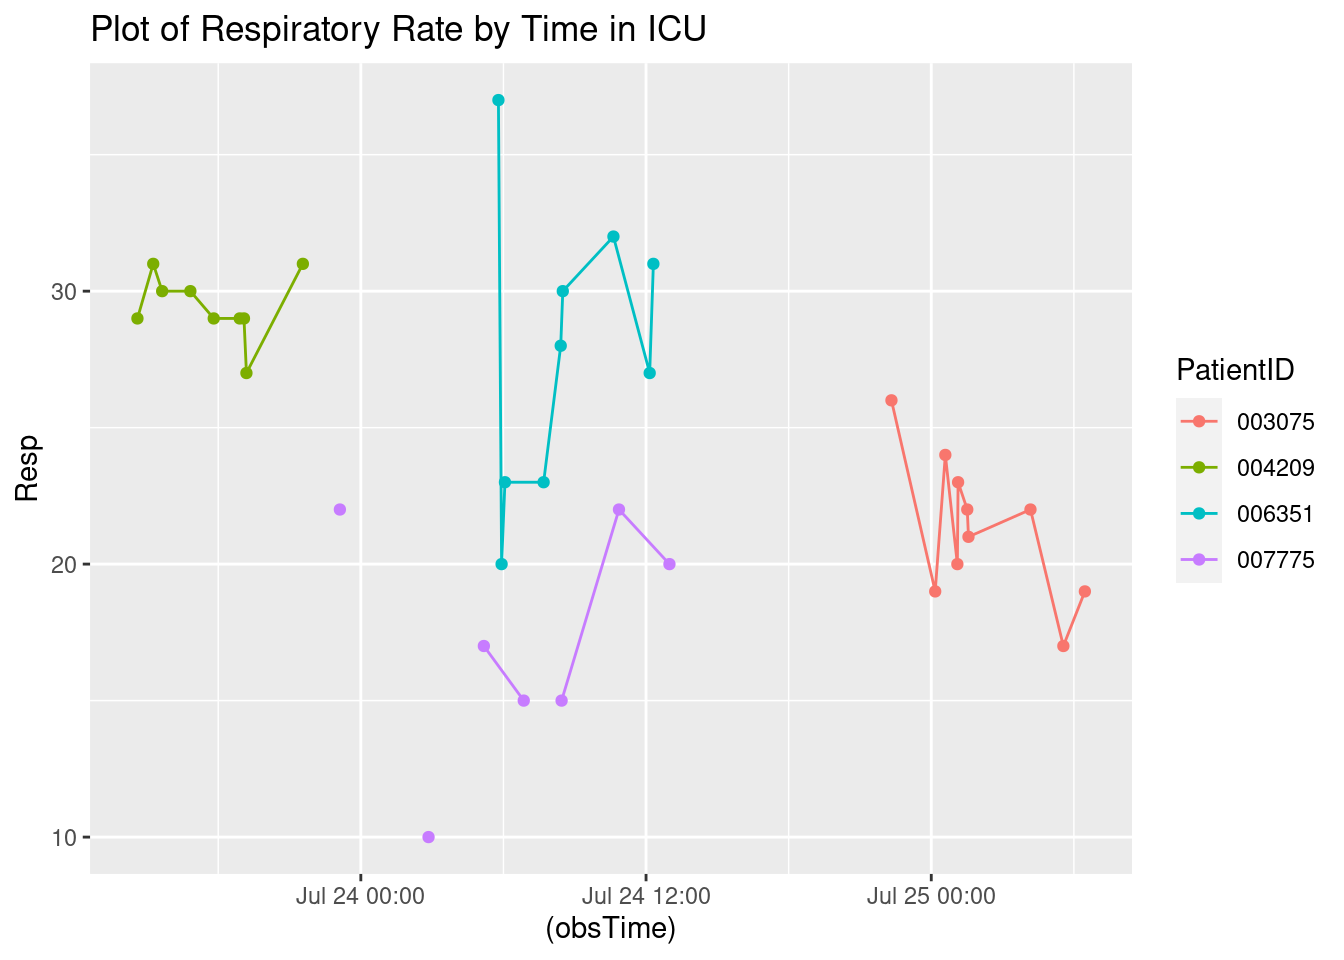 Plot of Respiratory Rate by Time in ICU
30
20
10
Resp
Jul 24 00:00
Jul 24 12:00
Jul 25 00:00
(obsTime)
PatientID
003075
004209
006351
007775